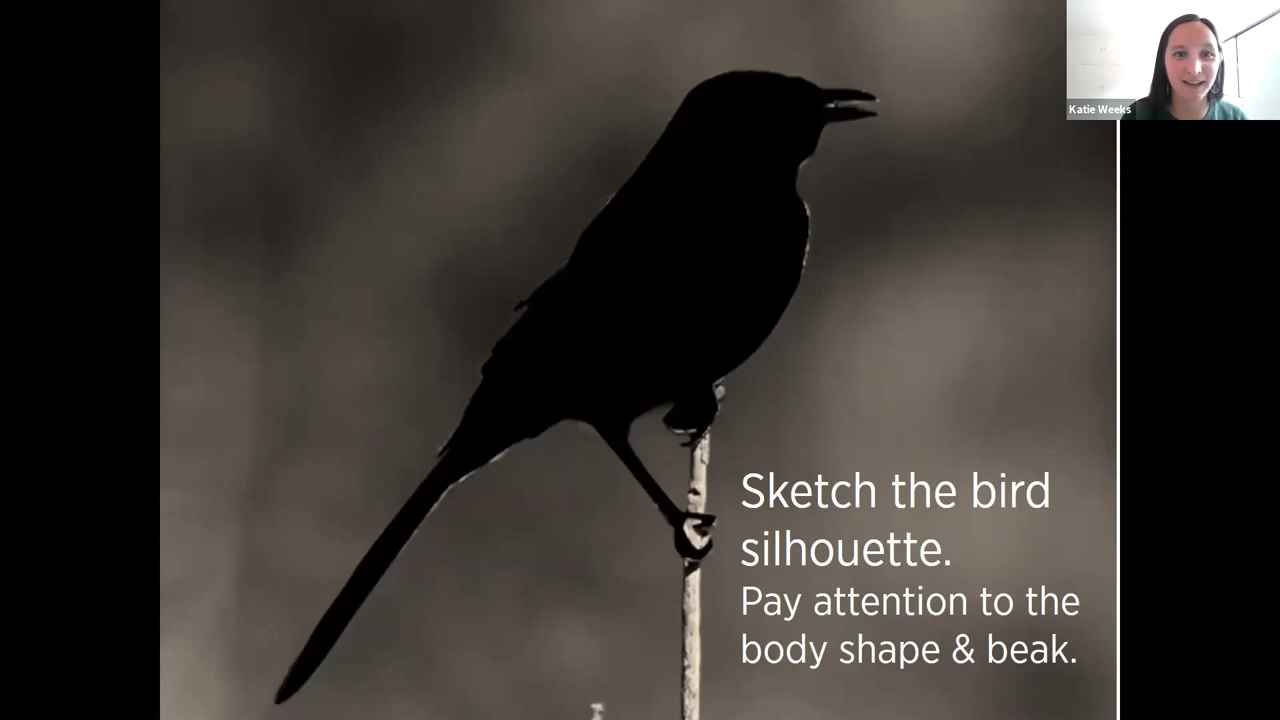 Katie Weeks
Sketch the bird
silhouette.
Pay attention to the
body shape & beak.